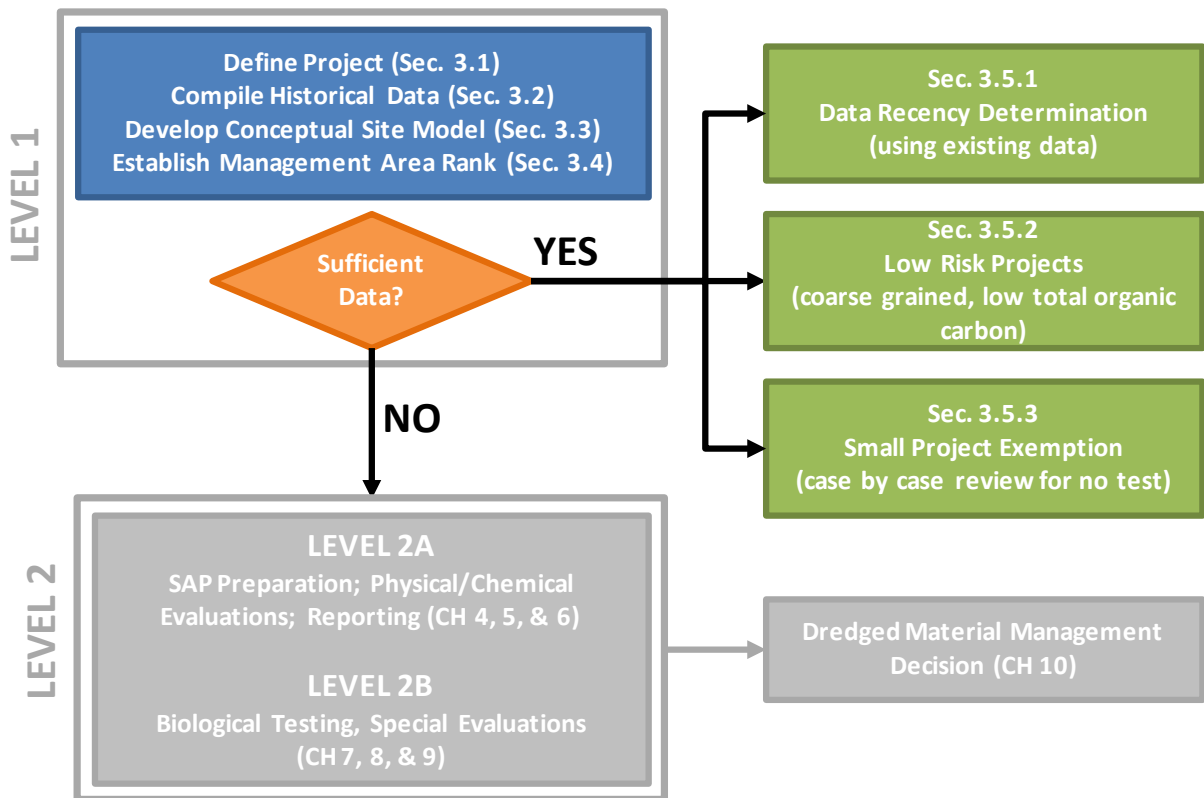 LEVEL 1
Define Project (Sec. 3.1)
Compile Historical Data (Sec. 3.2)
Develop Conceptual Site Model (Sec. 3.3)
Establish Management Area Rank (Sec. 3.4)
Sufficient
Data?
YES
NO
Sec. 3.5.1
Data Recency Determination
(using existing data)
Sec. 3.5.2
Low Risk Projects
(coarse grained, low total organic
carbon)
Sec. 3.5.3
Small Project Exemption
(case by case review for no test)
LEVEL 2
LEVEL 2A
SAP Preparation; Physical/Chemical
Evaluations; Reporting (CH 4, 5, & 6)
LEVEL 2B
Biological Testing, Special Evaluations
(CH 7, 8, & 9)
Dredged Material Management
Decision (CH 10)